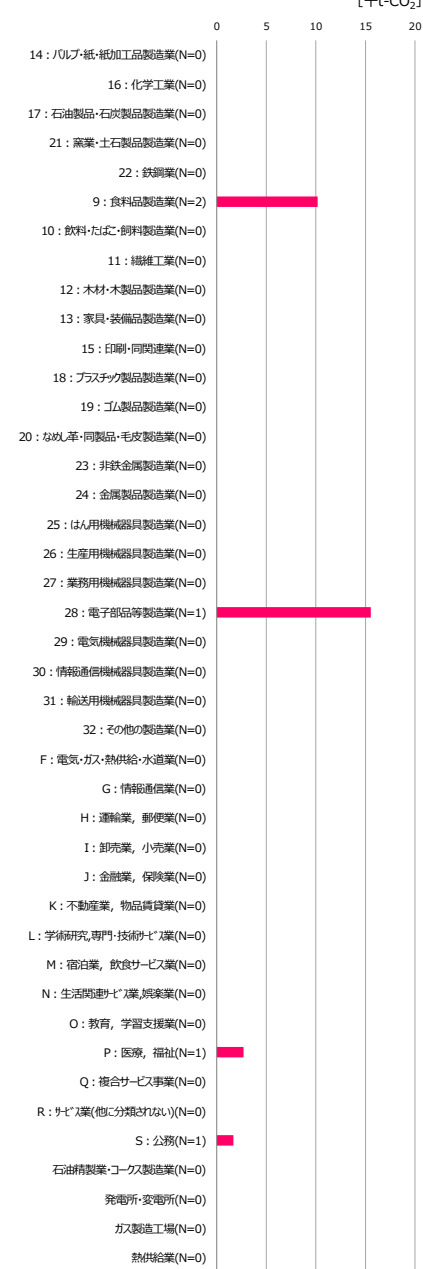 [千t-CO2]
0 5 10 15 20
14：パルプ・紙・紙加工品製造業(N=0)
16：化学工業(N=0)
17：石油製品・石炭製品製造業(N=0)
21：窯業・土石製品製造業(N=0)
22：鉄鋼業(N=0)
9：食料品製造業(N=2)
10：飲料・たばこ・飼料製造業(N=0)
11：繊維工業(N=0)
12：木材・木製品製造業(N=0)
13：家具・装備品製造業(N=0)
15：印刷・同関連業(N=0)
18：プラスチック製品製造業(N=0)
19：ゴム製品製造業(N=0)
20：なめし革・同製品・毛皮製造業(N=0)
23：非鉄金属製造業(N=0)
24：金属製品製造業(N=0)
25：はん用機械器具製造業(N=0)
26：生産用機械器具製造業(N=0)
27：業務用機械器具製造業(N=0)
28：電子部品等製造業(N=1)
29：電気機械器具製造業(N=0)
30：情報通信機械器具製造業(N=0)
31：輸送用機械器具製造業(N=0)
32：その他の製造業(N=0)
F：電気・ガス・熱供給・水道業(N=0)
G：情報通信業(N=0)
H：運輸業，郵便業(N=0)
I：卸売業，小売業(N=0)
J：金融業，保険業(N=0)
K：不動産業，物品賃貸業(N=0)
L：学術研究,専門・技術ｻｰﾋﾞｽ業(N=0)
M：宿泊業，飲食サービス業(N=0)
N：生活関連ｻｰﾋﾞｽ業,娯楽業(N=0)
O：教育，学習支援業(N=0)
P：医療，福祉(N=1)
Q：複合サービス事業(N=0)
R：ｻｰﾋﾞｽ業(他に分類されない)(N=0)
S：公務(N=1)
石油精製業・コークス製造業(N=0)
発電所・変電所(N=0)
ガス製造工場(N=0)
熱供給業(N=0)